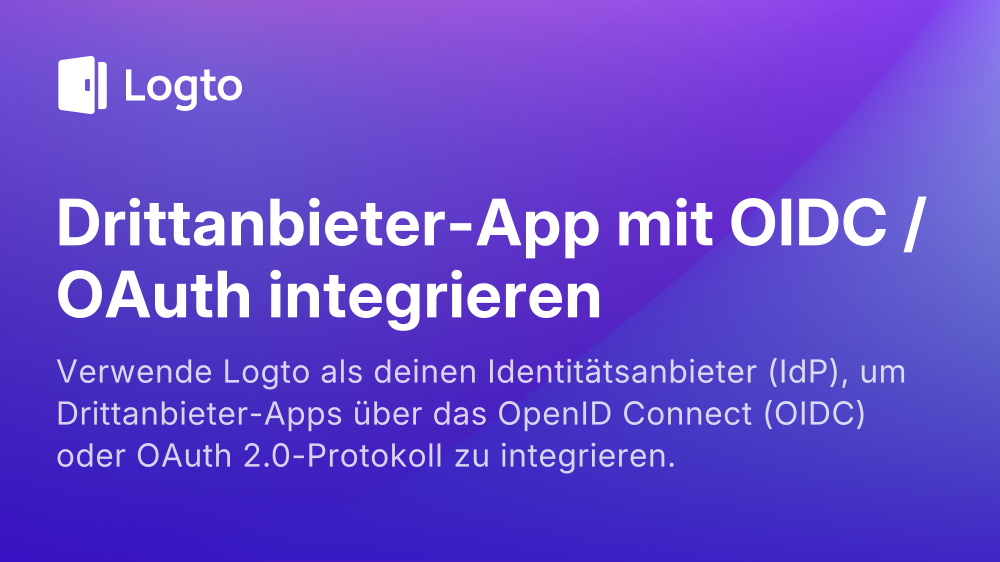 Logto
Drittanbieter-App mit OIDC /
OAuth integrieren
Verwende Logto als deinen Identitätsanbieter (IdP), um
Drittanbieter-Apps über das OpenID Connect (OIDC)
oder OAuth 2.0-Protokoll zu integrieren.